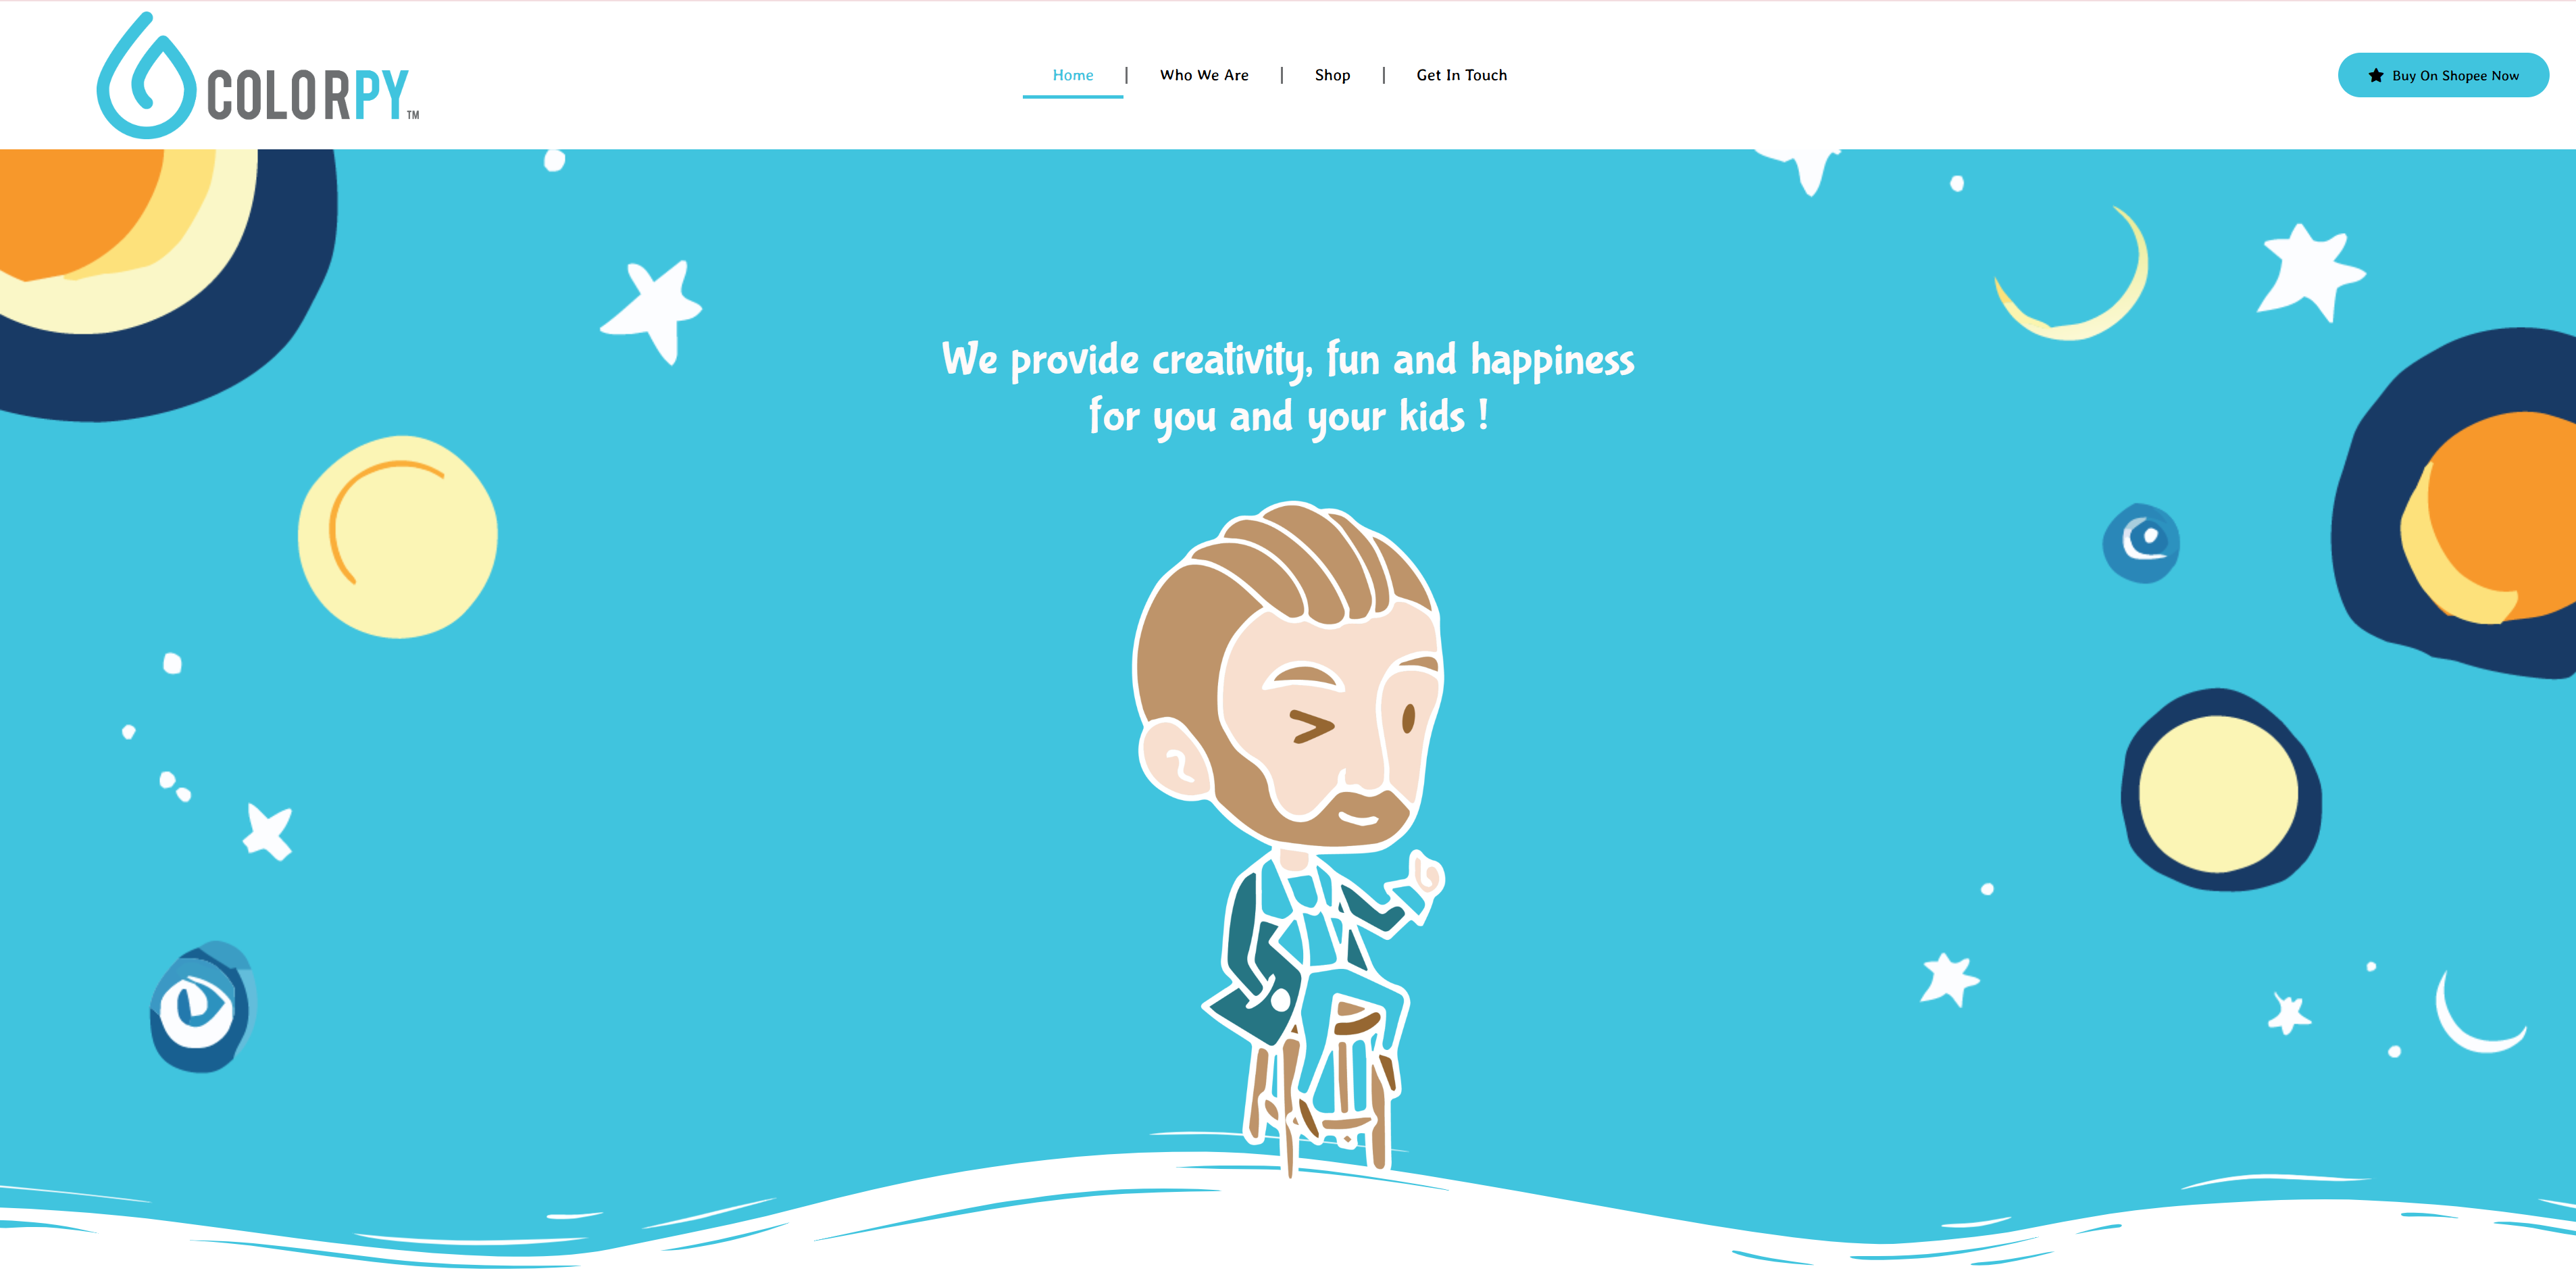 COLORPY™
Home | Who We Are | Shop | Get In Touch
Buy On Shopee Now
We provide creativity, fun and happiness
for you and your kids !